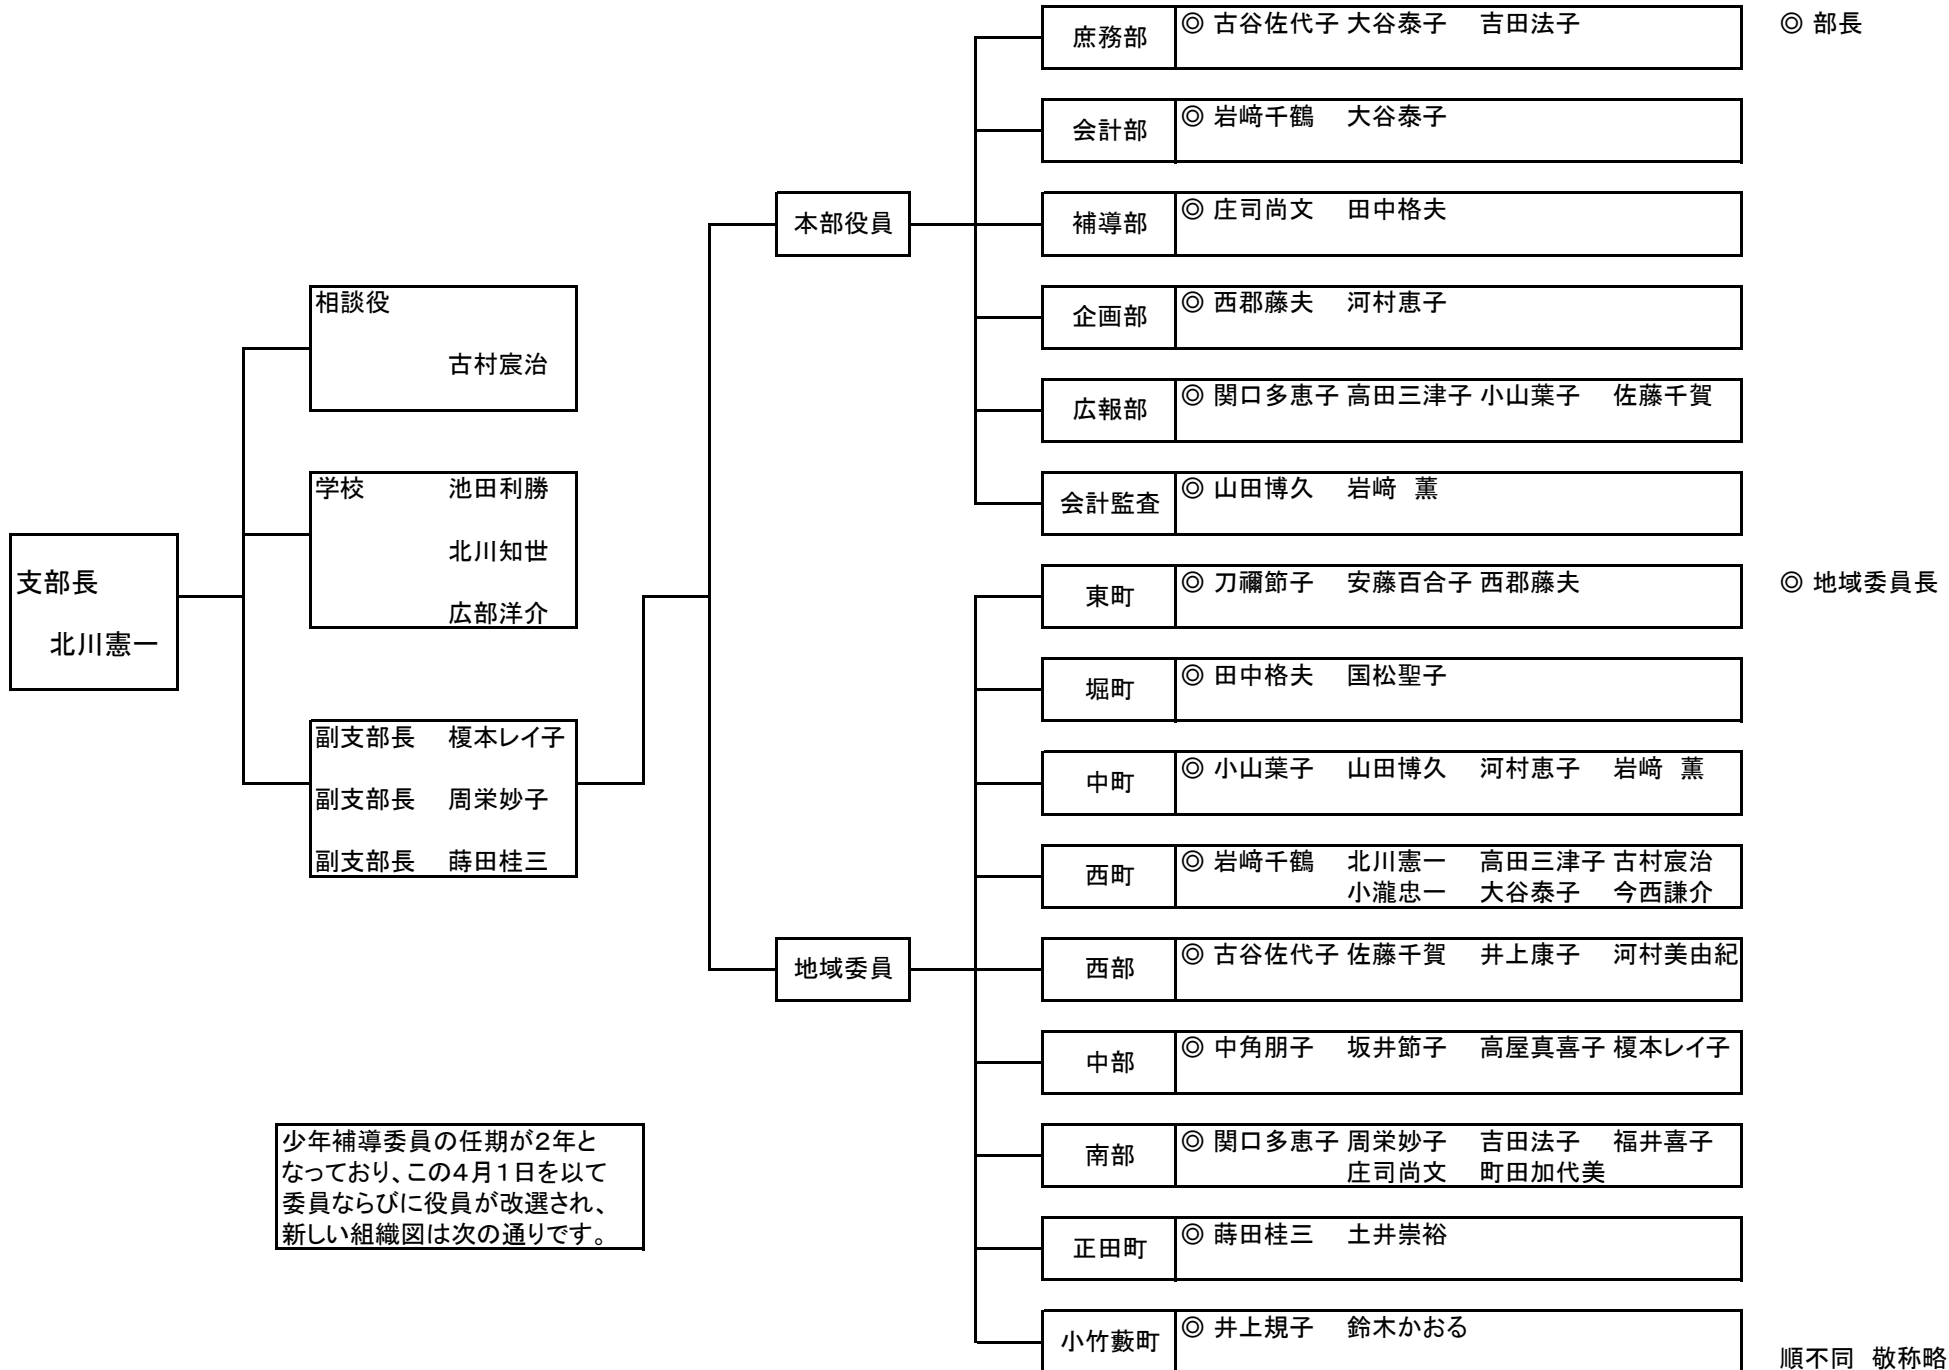 支部長
北川憲一
相談役
古村宸治
学校 池田利勝
北川知世
広部洋介
副支部長 榎本レイ子
副支部長 周栄妙子
副支部長 蒔田桂三
本部役員
庶務部 ◎ 古谷佐代子 大谷泰子 吉田法子
◎ 部長
会計部 ◎ 岩﨑千鶴 大谷泰子
補導部 ◎ 庄司尚文 田中格夫
企画部 ◎ 西郡藤夫 河村恵子
広報部 ◎ 関口多恵子 高田三津子 小山葉子 佐藤千賀
会計監査 ◎ 山田博久 岩﨑 薫
地域委員
東町 ◎ 刀禰節子 安藤百合子 西郡藤夫
◎ 地域委員長
堀町 ◎ 田中格夫 国松聖子
中町 ◎ 小山葉子 山田博久 河村恵子 岩﨑 薫
西町 ◎ 岩﨑千鶴 北川憲一 高田三津子 古村宸治
小瀧忠一 大谷泰子 今西謙介
西部 ◎ 古谷佐代子 佐藤千賀 井上康子 河村美由紀
中部 ◎ 中角朋子 坂井節子 高屋真喜子 榎本レイ子
南部 ◎ 関口多恵子 周栄妙子 吉田法子 福井喜子
庄司尚文 町田加代美
正田町 ◎ 蒔田桂三 土井崇裕
小竹藪町 ◎ 井上規子 鈴木かおる
少年補導委員の任期が2年と
なっており、この4月1日を以て
委員ならびに役員が改選され、
新しい組織図は次の通りです。
順不同 敬称略